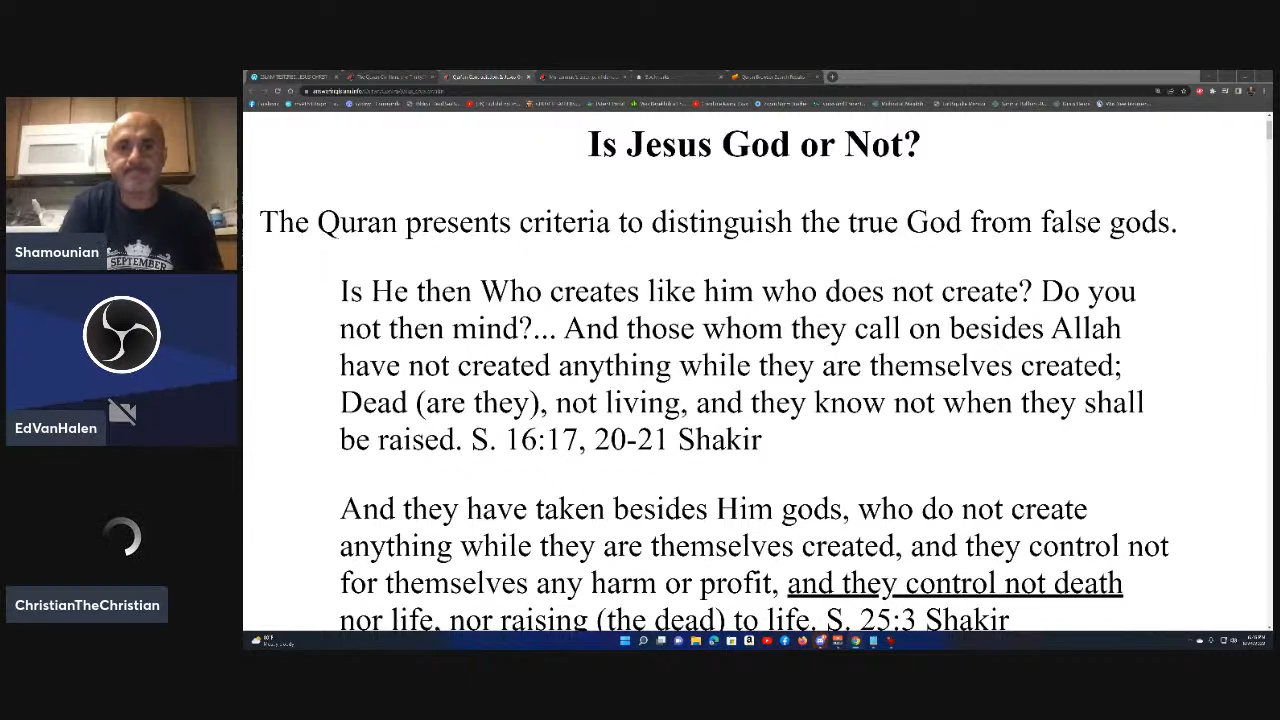 Is Jesus God or Not?
The Quran presents criteria to distinguish the true God from false gods.
Is He then Who creates like him who does not create? Do you
not then mind?... And those whom they call on besides Allah
have not created anything while they are themselves created;
Dead (are they), not living, and they know not when they shall
be raised. S. 16:17, 20-21 Shakir
And they have taken besides Him gods, who do not create
anything while they are themselves created, and they control not
for themselves any harm or profit, and they control not death
nor life, nor raising (the dead) to life. S. 25:3 Shakir
Shamounian
SEPTEMBER
EdVanHalen
ChristianTheChristian